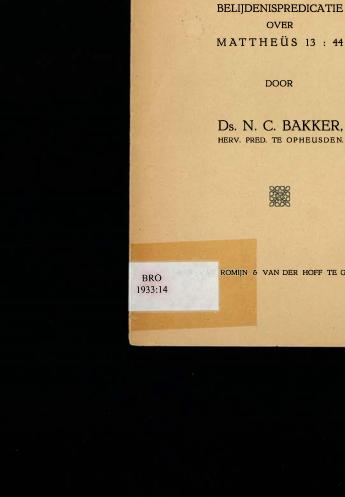 BELIJDENISPREDICATIE
OVER
MATTHEÜS 13 : 44
DOOR
Ds. N. C. BAKKER,
HERV. PRED. TE OPHEUSDEN.
ROMIJN & VAN DER HOFF TE G
BRO
1933:14